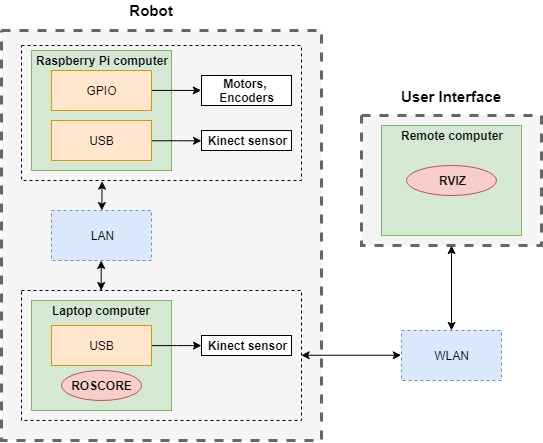 Robot
Raspberry Pi computer
GPIO
Motors,
Encoders
USB
Kinect sensor
LAN
Laptop computer
USB
Kinect sensor
ROSCORE
User Interface
Remote computer
RVIZ
WLAN